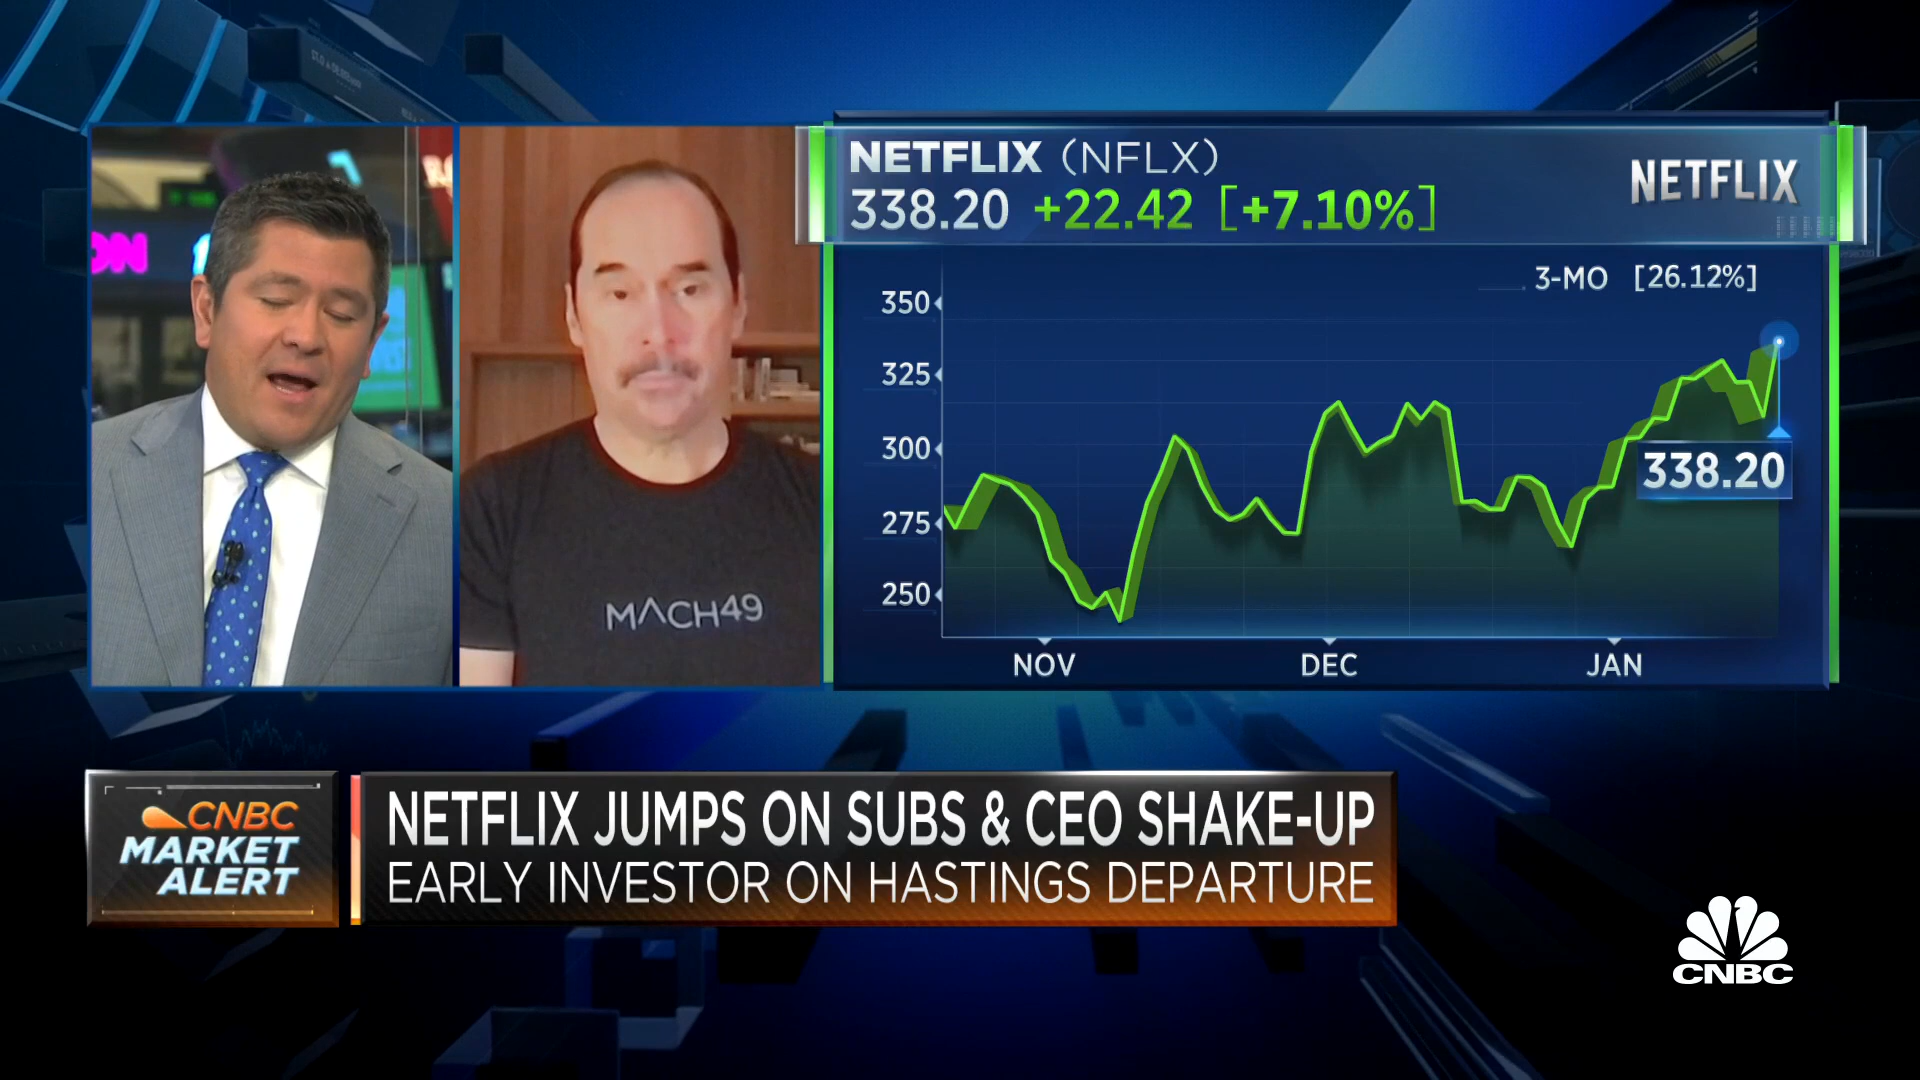 NETFLIX (NFLX)
338.20 +22.42 [+7.10%]
NETFLIX
3-MO [26.12%]
350
325
300
275
250
338.20
NOV DEC JAN
ON
MACH49
CNBC
MARKET
ALERT
NETFLIX JUMPS ON SUBS & CEO SHAKE-UP
EARLY INVESTOR ON HASTINGS DEPARTURE
CNBC